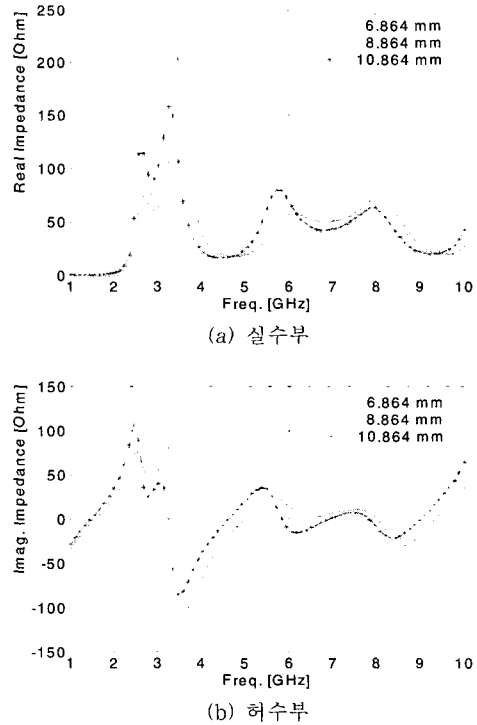 Real Impedance [Ohm]
250
200
150
100
50
0
6.864 mm
8.864 mm
10.864 mm
1 2 3 4 5 6 7 8 9 10
Freq. [GHz]
(a) 실수부
Imag. Impedance [Ohm]
150
100
50
0
-50
-100
-150
6.864 mm
8.864 mm
10.864 mm
1 2 3 4 5 6 7 8 9 10
Freq. [GHz]
(b) 허수부